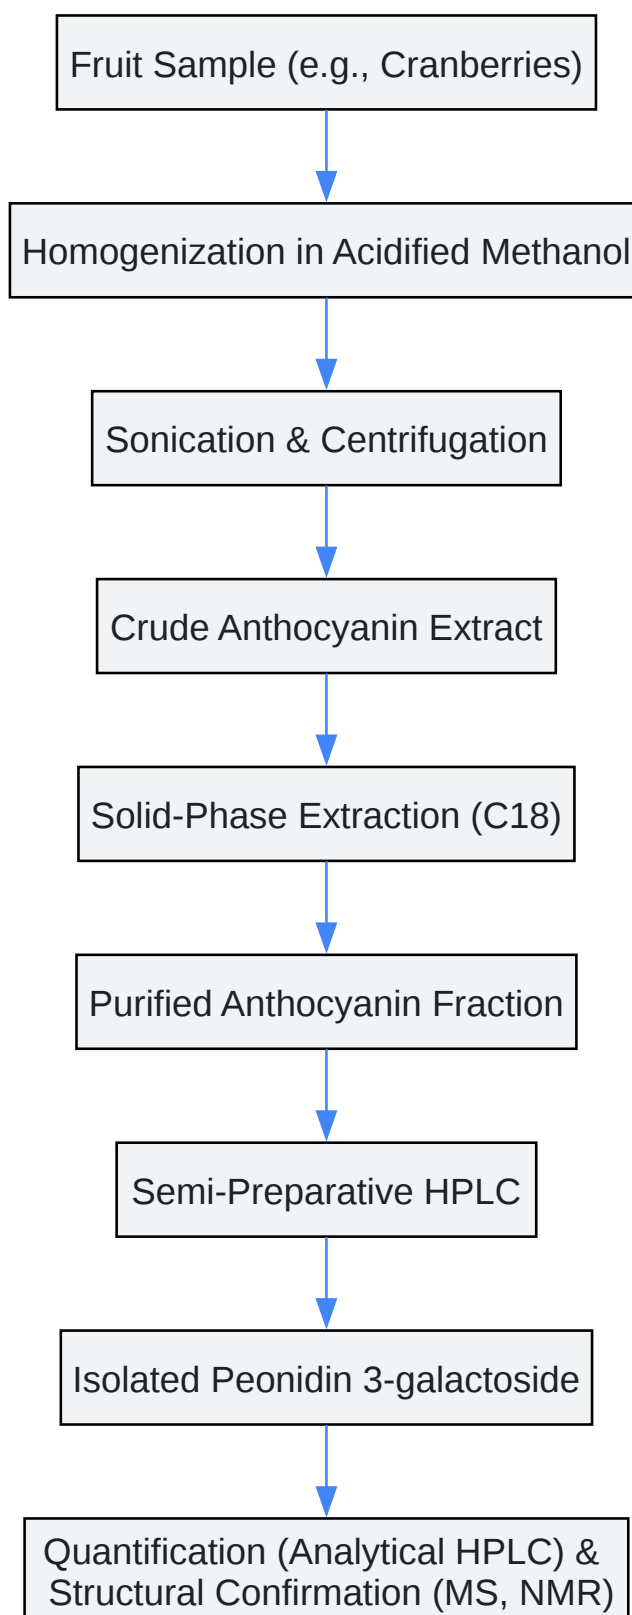 Fruit Sample (e.g., Cranberries)
Homogenization in Acidified Methanol
Sonication & Centrifugation
Crude Anthocyanin Extract
Solid-Phase Extraction (C18)
Purified Anthocyanin Fraction
Semi-Preparative HPLC
Isolated Peonidin 3-galactoside
Quantification (Analytical HPLC) &
Structural Confirmation (MS, NMR)